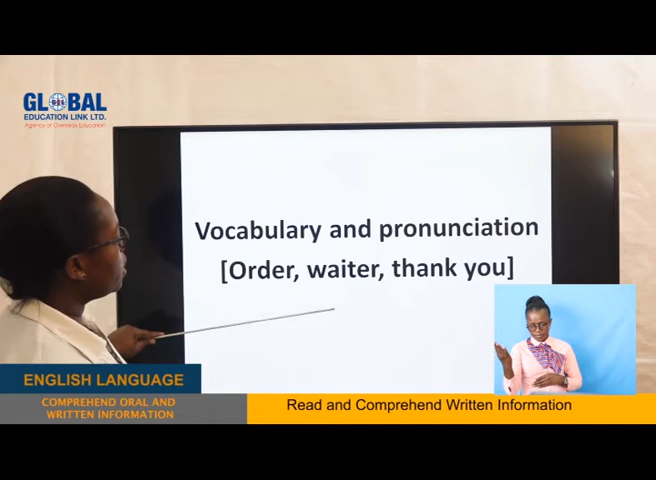 GLOBAL
EDUCATION LINK LTD.
Agency of Overseas Education
Vocabulary and pronunciation
[Order, waiter, thank you]
ENGLISH LANGUAGE
COMPREHEND ORAL AND
WRITTEN INFORMATION
Read and Comprehend Written Information